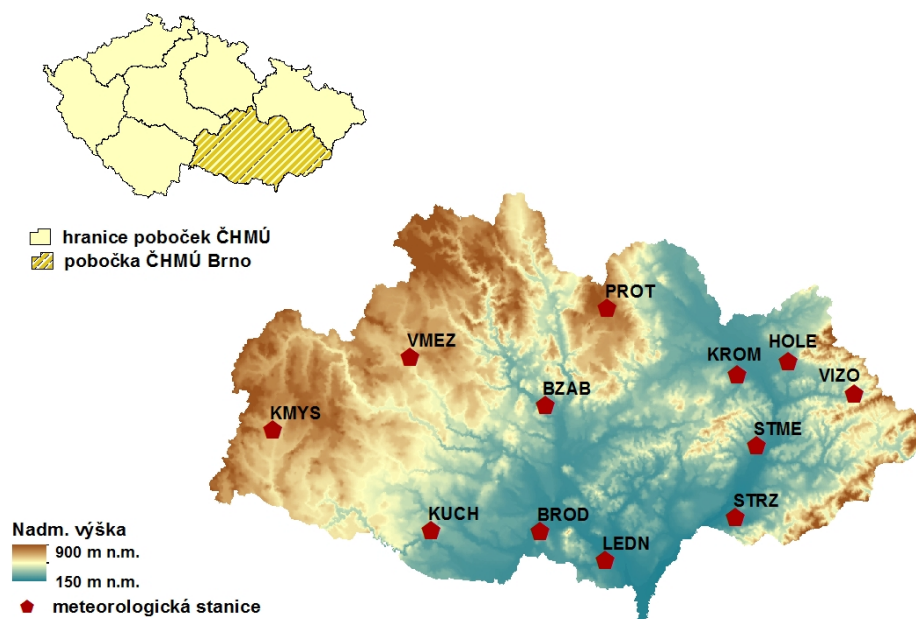 hranice poboček ČHMÚ
pobočka ČHMÚ Brno
PROT
VMEZ
HOLE
KROM
VIZO
BZAB
KMYS
STME
STRZ
KUCH
BROD
LEDN
Nadm. výška
900 m n.m.
150 m n.m.
meteorologická stanice